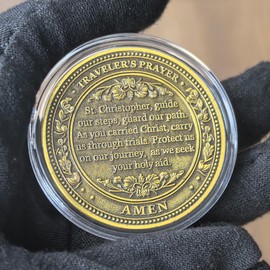 TRAVELER'S PRAYER
St. Christopher, guide
our steps, guard our path.
As you carried Christ, carry
us through trials. Protect us
on our journey, as we seek
your holy aid.
AMEN